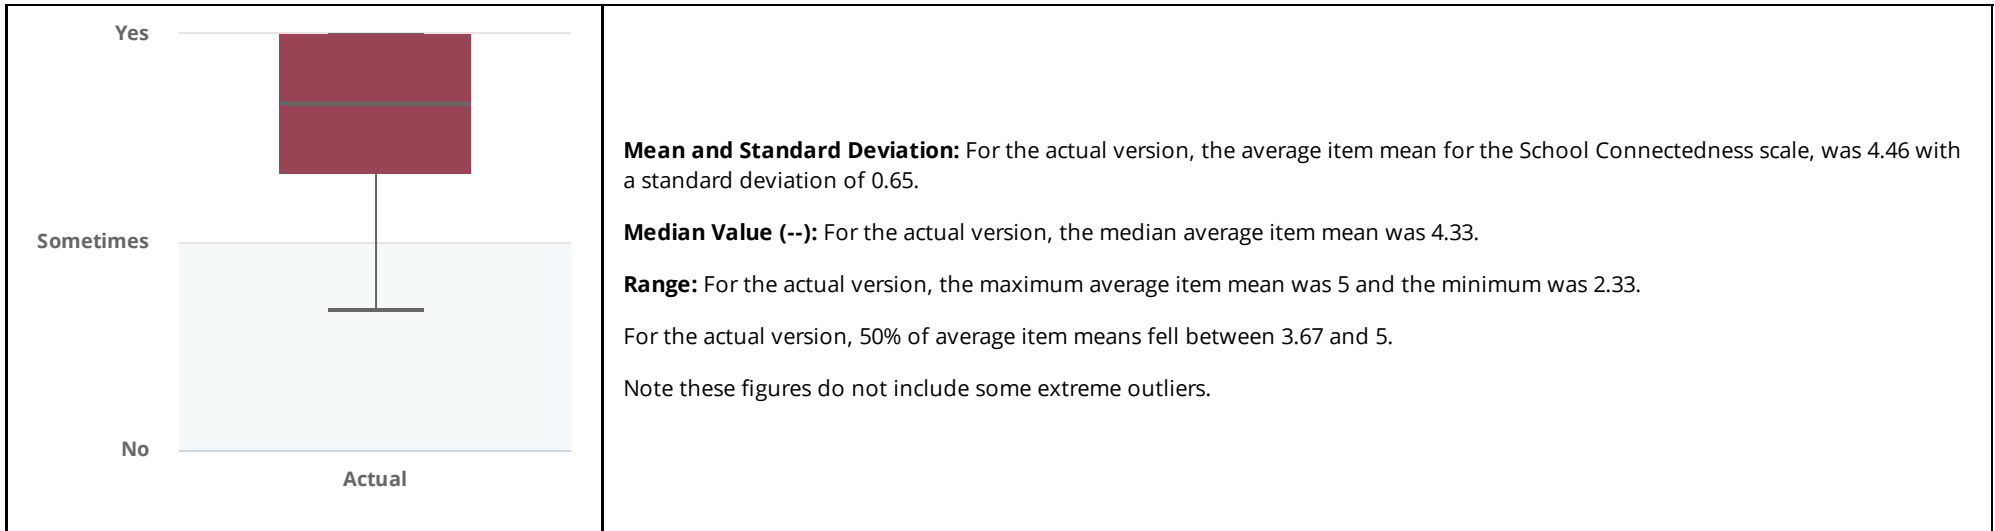 Yes
Sometimes
No
Actual
Mean and Standard Deviation: For the actual version, the average item mean for the School Connectedness scale, was 4.46 with
a standard deviation of 0.65.
Median Value (--): For the actual version, the median average item mean was 4.33.
Range: For the actual version, the maximum average item mean was 5 and the minimum was 2.33.
For the actual version, 50% of average item means fell between 3.67 and 5.
Note these figures do not include some extreme outliers.